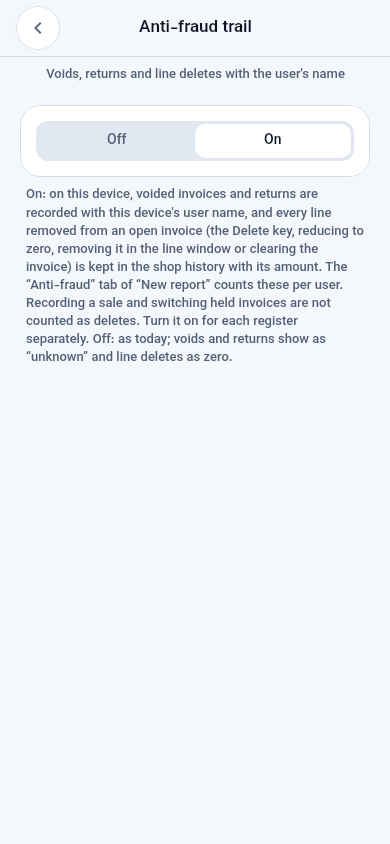 Anti-fraud trail
Voids, returns and line deletes with the user's name
Off
On
On: on this device, voided invoices and returns are
recorded with this device's user name, and every line
removed from an open invoice (the Delete key, reducing to
zero, removing it in the line window or clearing the
invoice) is kept in the shop history with its amount. The
“Anti-fraud” tab of “New report” counts these per user.
Recording a sale and switching held invoices are not
counted as deletes. Turn it on for each register
separately. Off: as today; voids and returns show as
“unknown” and line deletes as zero.